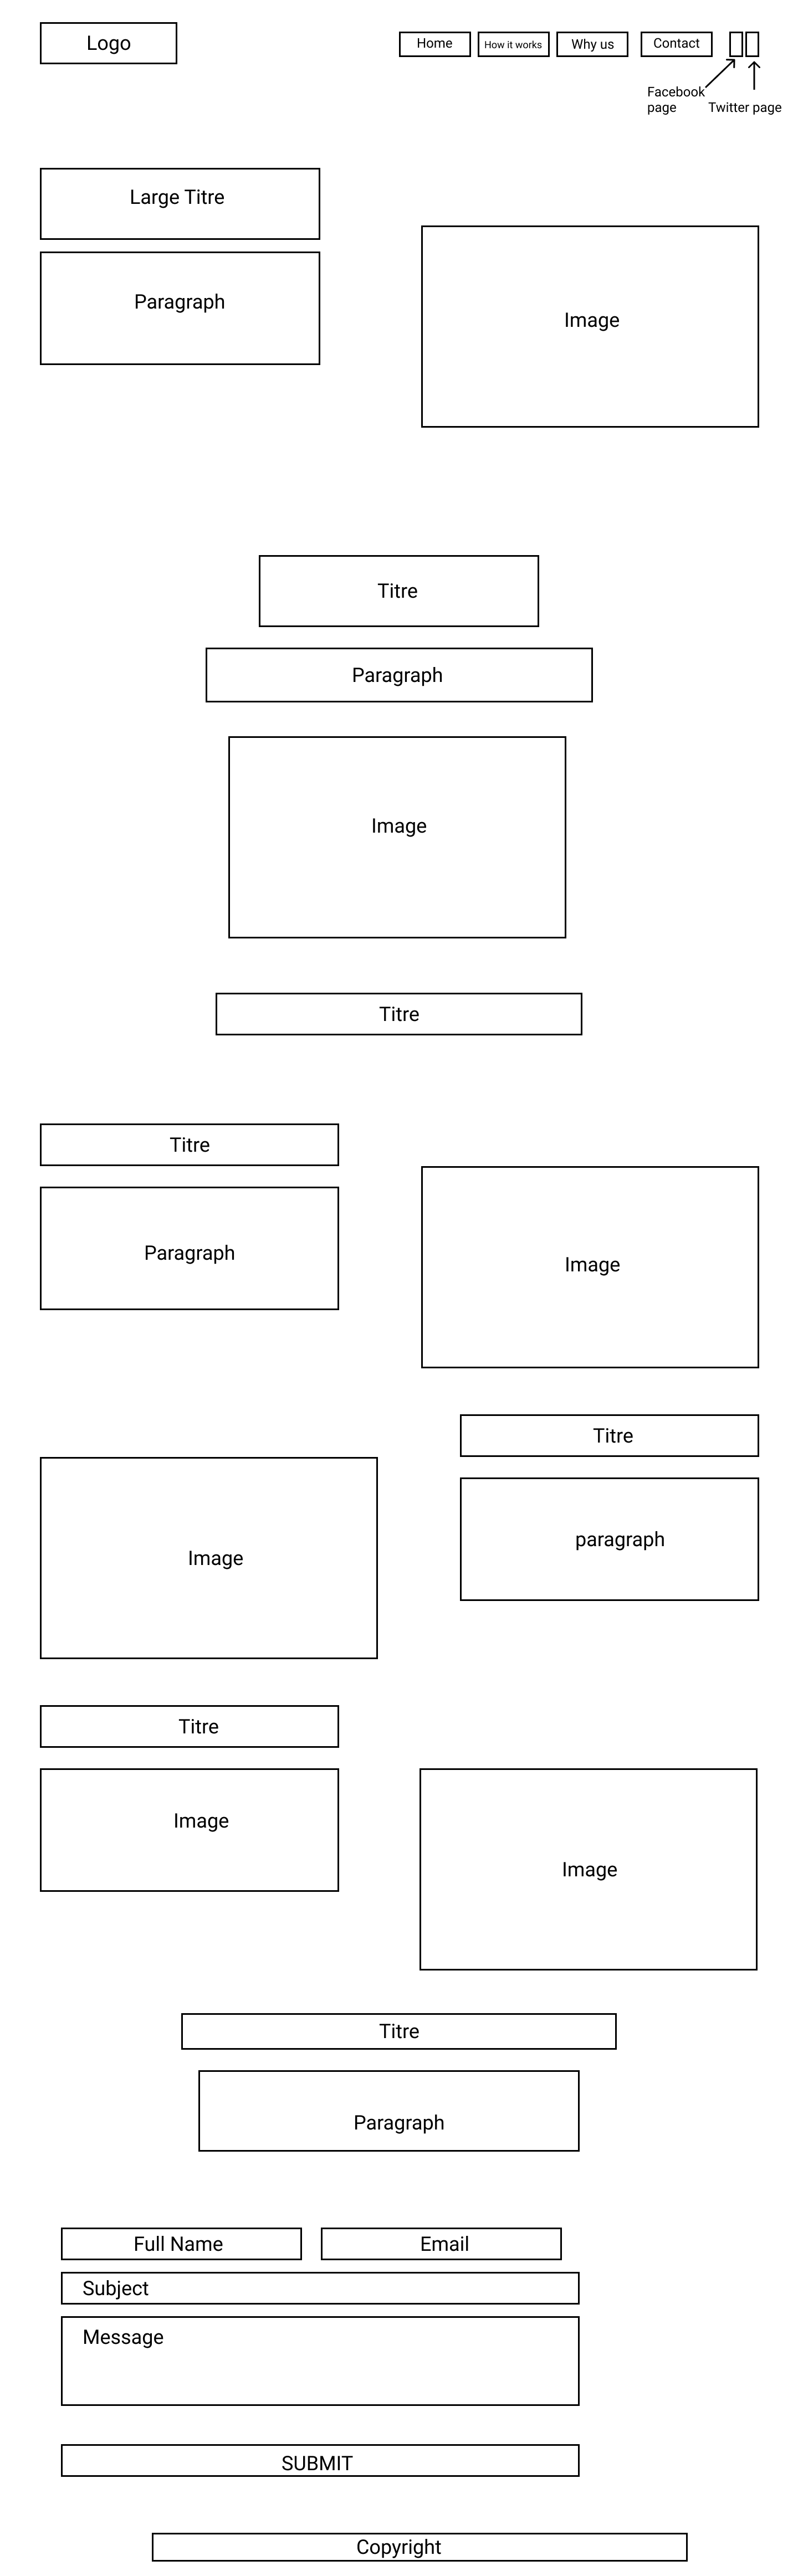 Logo
Home
How it works
Why us
Contact
Facebook
page
Twitter page
Large Titre
Paragraph
Image
Titre
Paragraph
Image
Titre
Titre
Paragraph
Image
Titre
paragraph
Image
Titre
Image
Image
Titre
Paragraph
Full Name
Email
Subject
Message
SUBMIT
Copyright